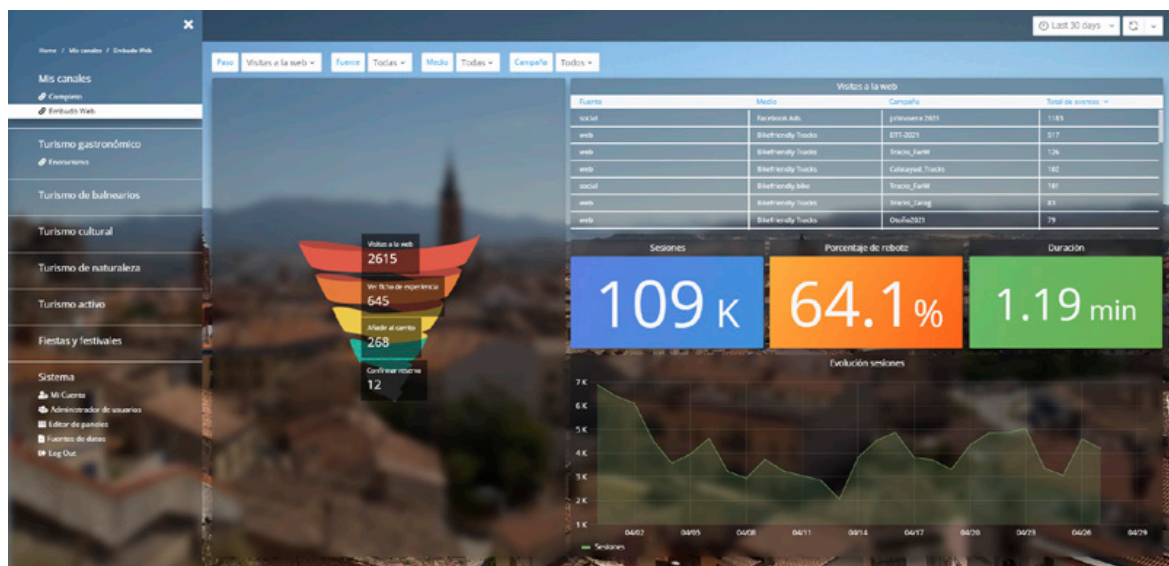 Last 30 days
Home / Mis canales / Embudo Web
Mis canales
Completo
Embudo Web
Turismo gastronómico
Enoturismo
Turismo de balnearios
Turismo cultural
Turismo de naturaleza
Turismo activo
Fiestas y festivales
Sistema
Mi Cuenta
Administrador de usuarios
Editor de paneles
Fuentes de datos
Log Out
Paso Visitas a la web Fuente Todas Medio Todas Campaña Todos
Visitas a la web
2615
Ver ficha de experiencia
645
Añadir al carrito
268
Confirmar reserva
12
Visitas a la web
Fuente Medio Campaña Total de eventos
social Facebook Ads primavera 2021 1183
web Bikefriendly Tracks BTT-2021 517
web Bikefriendly Tracks Tracks_FarW 126
web Bikefriendly Tracks Calatayud_Tracks 102
social Bikefriendly.bike Tracks_FarW 101
web Bikefriendly Tracks Tracks_Zarag 83
web Bikefriendly Tracks Otoño2021 79
Sesiones
109 K
Porcentaje de rebote
64.1%
Duración
1.19 min
Evolución sesiones
7 K
6 K
5 K
4 K
3 K
2 K
1 K
04/02 04/05 04/08 04/11 04/14 04/17 04/20 04/23 04/26 04/29
Sesiones